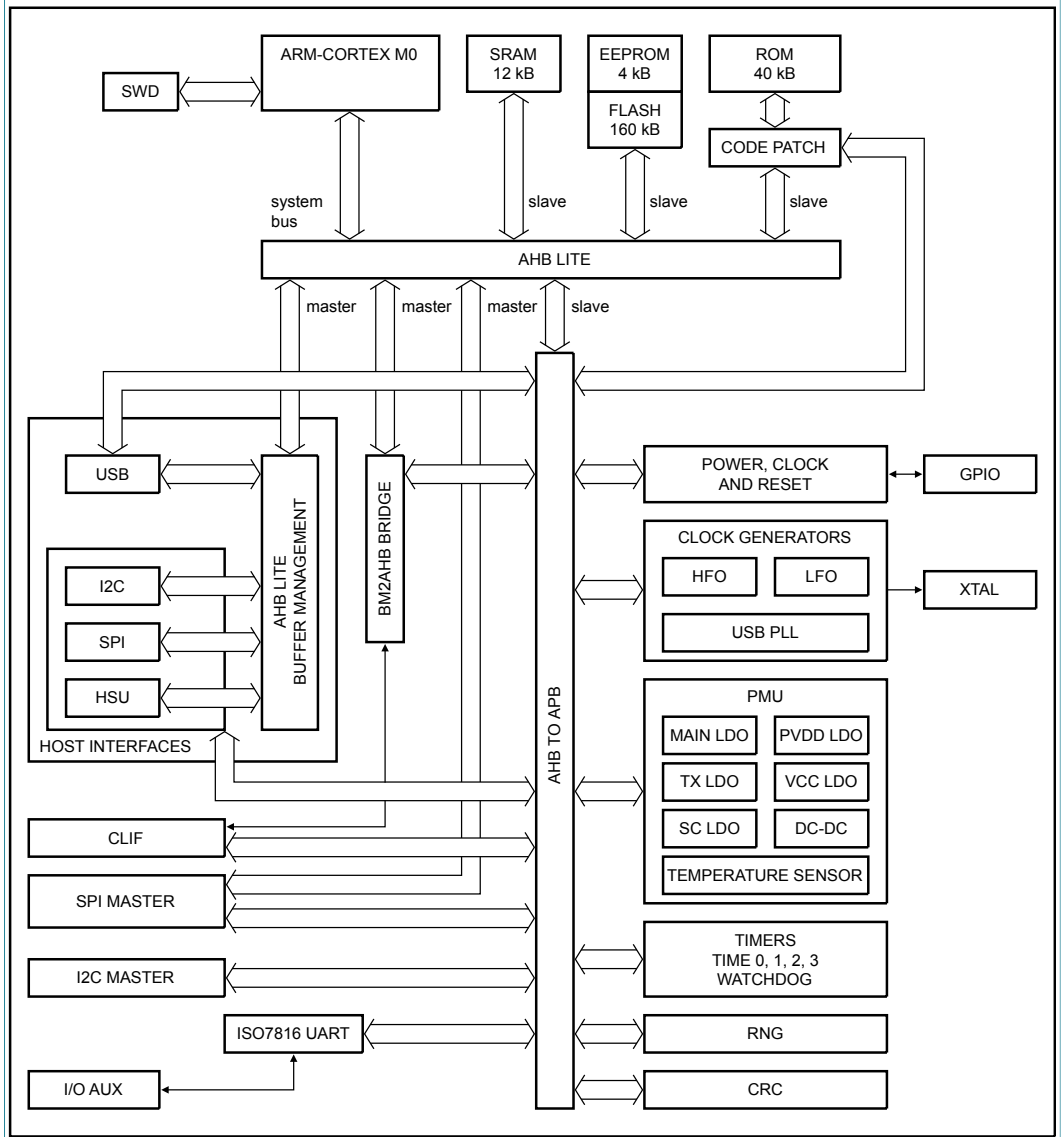 ARM-CORTEX M0
SWD
SRAM
12 kB
EEPROM
4 kB
FLASH
160 kB
ROM
40 kB
CODE PATCH
system
bus
slave
slave
slave
AHB LITE
master
master
master
slave
USB
I2C
SPI
HSU
AHB LITE
BUFFER MANAGEMENT
HOST INTERFACES
BM2AHB BRIDGE
AHB TO APB
CLIF
SPI MASTER
I2C MASTER
ISO7816 UART
I/O AUX
POWER, CLOCK
AND RESET
GPIO
CLOCK GENERATORS
HFO
LFO
USB PLL
XTAL
PMU
MAIN LDO
PVDD LDO
TX LDO
VCC LDO
SC LDO
DC-DC
TEMPERATURE SENSOR
TIMERS
TIME 0, 1, 2, 3
WATCHDOG
RNG
CRC